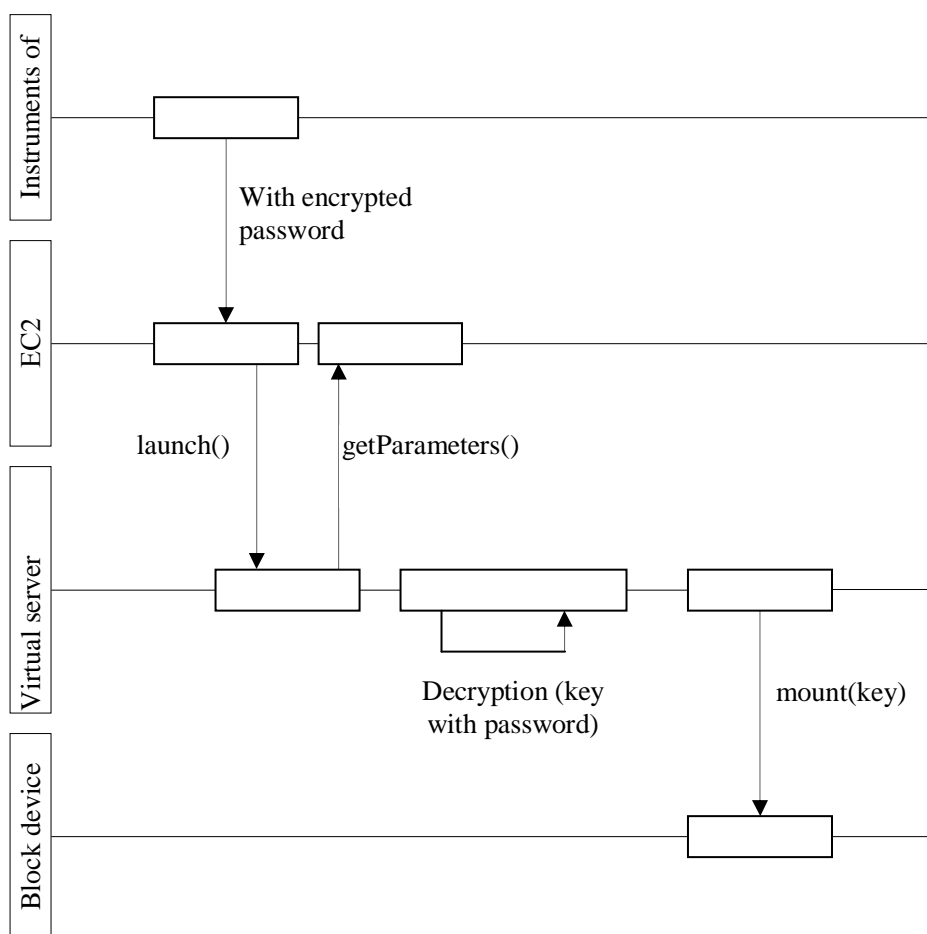 Instruments of
With encrypted
password
EC2
launch()
getParameters()
Virtual server
Decryption (key
with password)
mount(key)
Block device